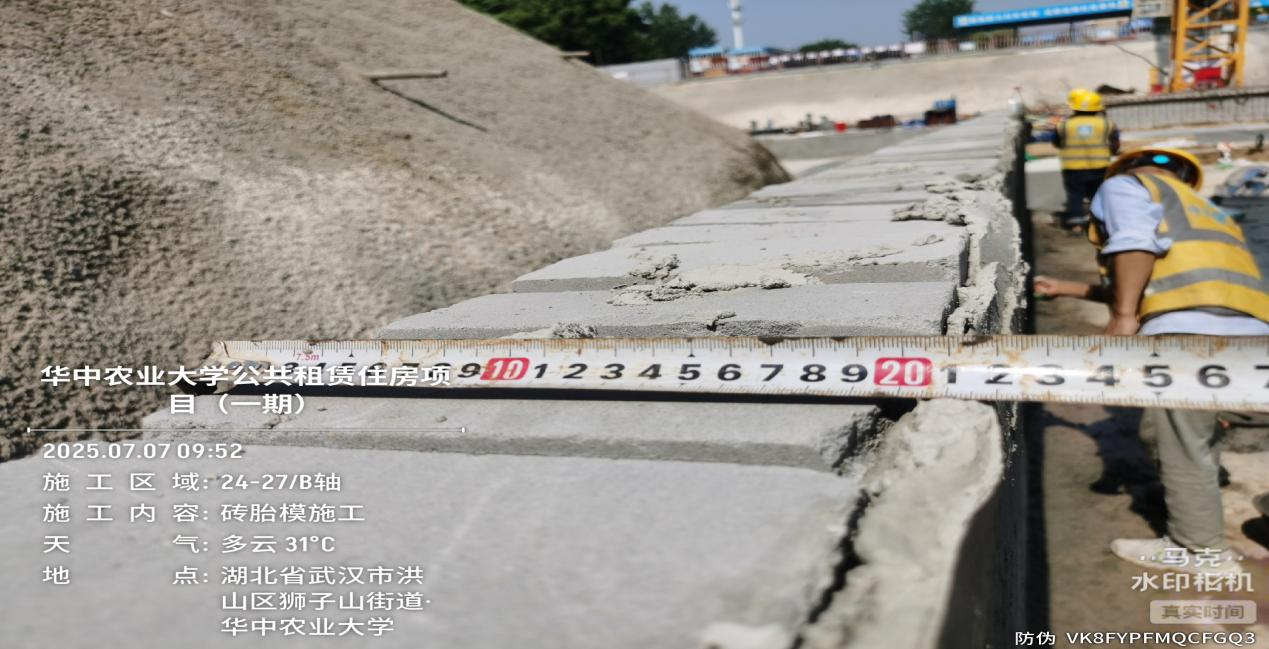 7.5m
9 10 1 2 3 4 5 6 7 8 9 20 1 2 3 4 5 6 7
华中农业大学公共租赁住房项
目（一期）
2025.07.07 09:52
施工区域：24-27/B轴
施工内容：砖胎模施工
天气：多云 31°C
地点：湖北省武汉市洪
山区狮子山街道·
华中农业大学
马克
水印相机
真实时间
防伪 VK8FYPFMQCFGQ3